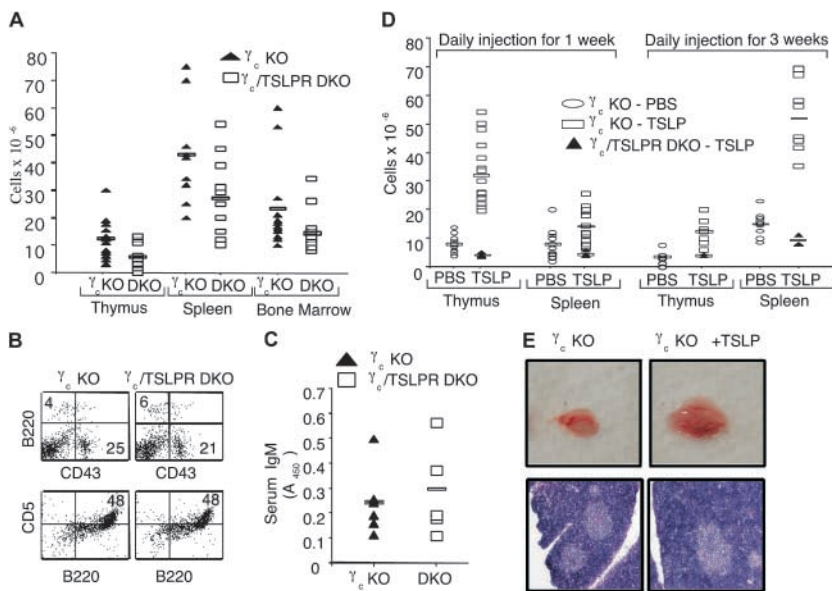 A
Cells x 10⁻⁶
80
70
60
50
40
30
20
10
0
γc KO
γc/TSLPR DKO
γc KO DKO γc KO DKO γc KO DKO
Thymus Spleen Bone Marrow
D
Daily injection for 1 week Daily injection for 3 weeks
Cells x 10⁻⁶
80
70
60
50
40
30
20
10
0
γc KO - PBS
γc KO - TSLP
γc/TSLPR DKO - TSLP
PBS TSLP PBS TSLP PBS TSLP PBS TSLP
Thymus Spleen Thymus Spleen
B
γc KO γc/TSLPR DKO
B220
4 25 6 21
CD43 CD43
CD5
48 48
B220 B220
C
γc KO
γc/TSLPR DKO
Serum IgM
(A 450)
0.7
0.6
0.5
0.4
0.3
0.2
0.1
0
γc KO DKO
E
γc KO γc KO +TSLP